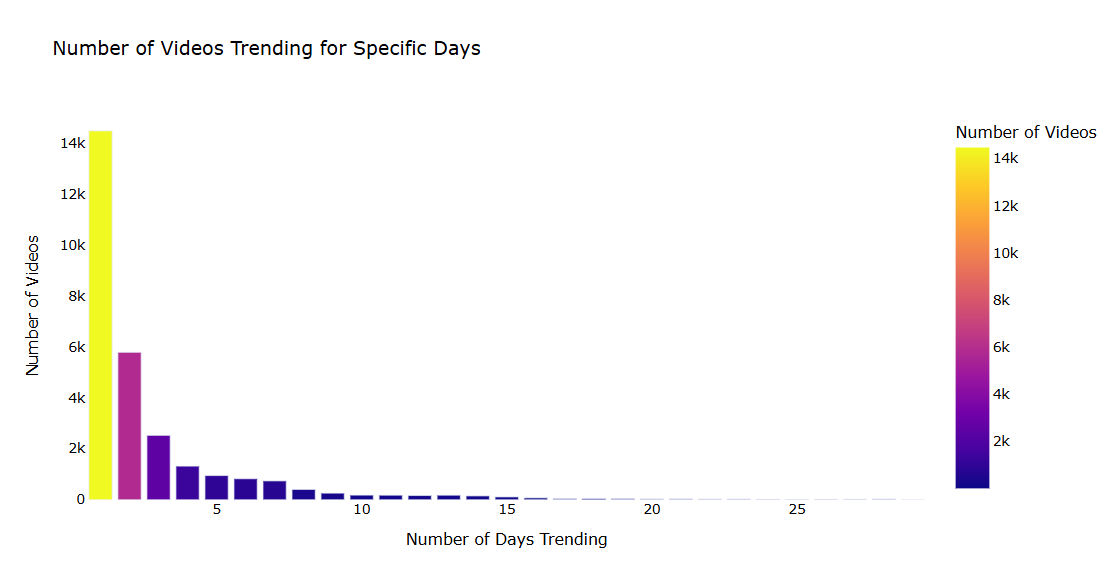 Number of Videos Trending for Specific Days
Number of Videos
14k
12k
10k
8k
6k
4k
2k
0
5
10
15
20
25
Number of Days Trending
Number of Videos
14k
12k
10k
8k
6k
4k
2k